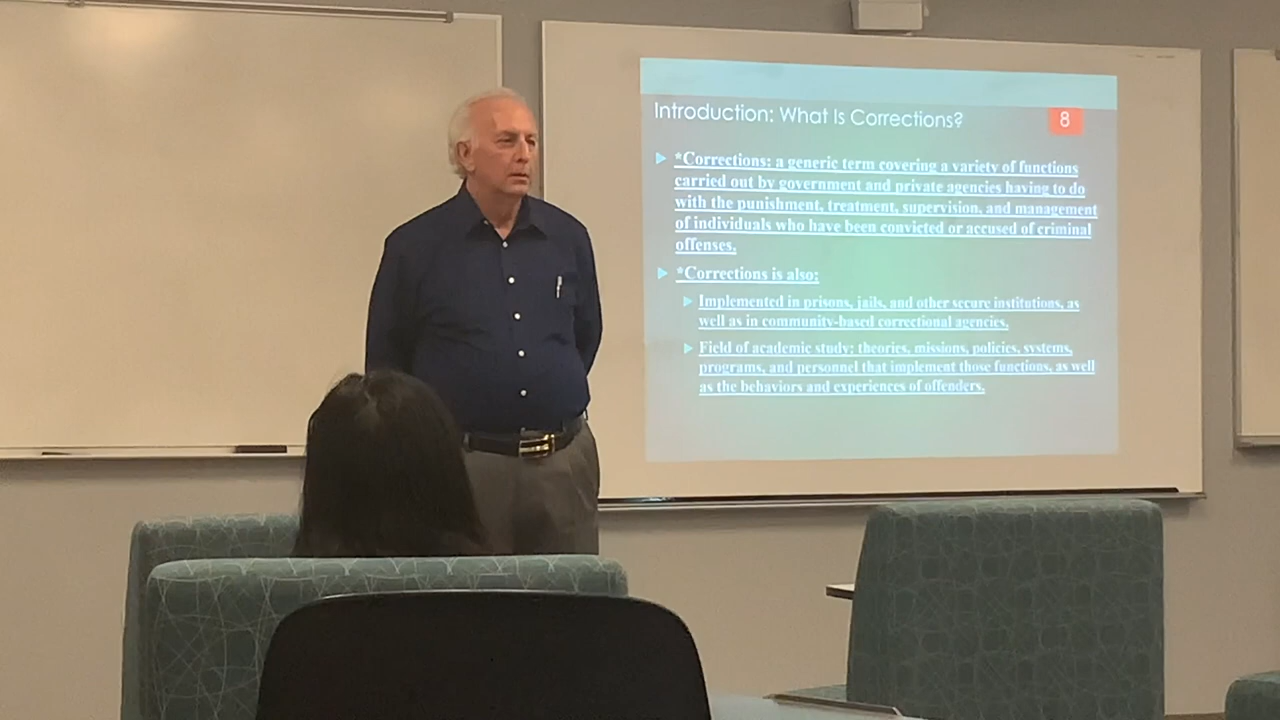 Introduction: What Is Corrections?
8
*Corrections: a generic term covering a variety of functions
carried out by government and private agencies having to do
with the punishment, treatment, supervision, and management
of individuals who have been convicted or accused of criminal
offenses.
*Corrections is also:
Implemented in prisons, jails, and other secure institutions, as
well as in community-based correctional agencies.
Field of academic study; theories, missions, policies, systems,
programs, and personnel that implement those functions, as well
as the behaviors and experiences of offenders.